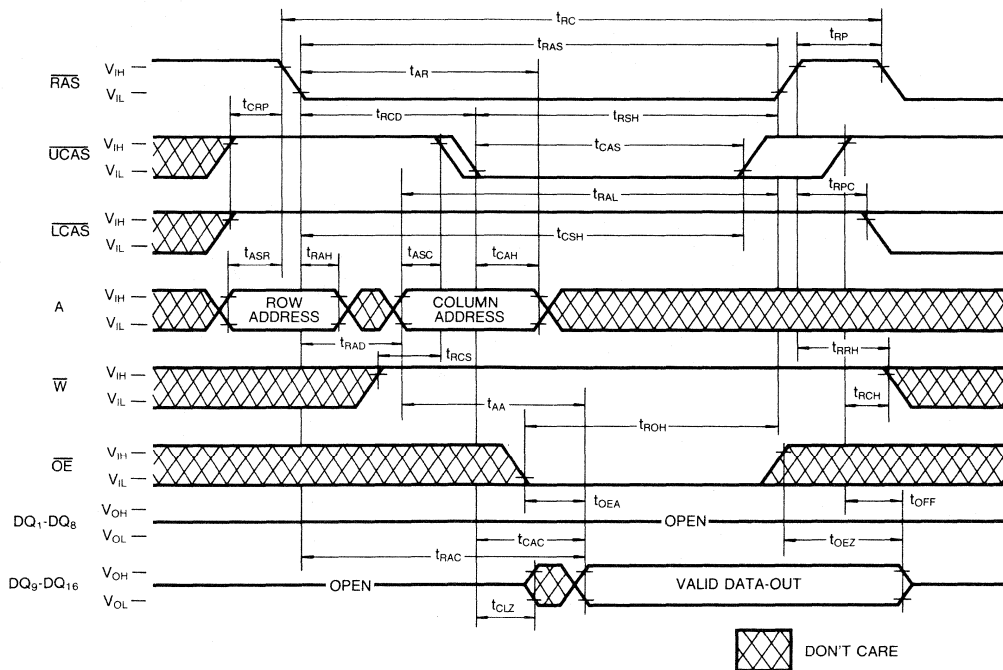 tRC
tRAS
tRP
tAR
RAS
VIH
VIL
tCRP
tRCD
tRSH
UCAS
VIH
VIL
tCAS
tRAL
tRPC
LCAS
VIH
VIL
tCSH
tASR
tRAH
tASC
tCAH
A
VIH
VIL
ROW
ADDRESS
COLUMN
ADDRESS
tRAD
tRCS
tRRH
W
VIH
VIL
tAA
tRCH
tROH
OE
VIH
VIL
tOEA
tOFF
DQ1-DQ8
VOH
VOL
OPEN
tCAC
tOEZ
tRAC
DQ9-DQ16
VOH
VOL
OPEN
VALID DATA-OUT
tCLZ
DON'T CARE